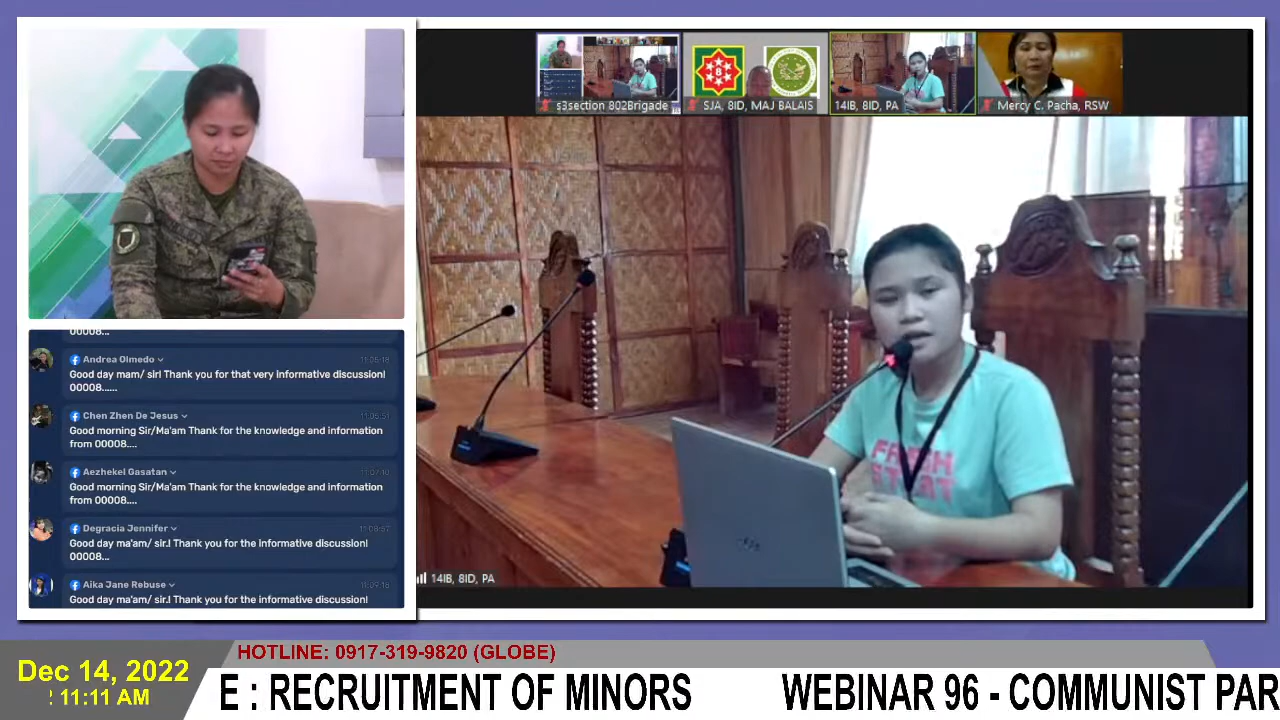 s3section 802Brigade
SJA, 8ID, MAJ BALAIS
14IB, 8ID, PA
Mercy C. Pacha, RSW
8
00008...
Andrea Olmedo
11:05:16
Good day mam/ sir! Thank you for that very informative discussion!
00008......
Chen Zhen De Jesus
Good morning Sir/Ma'am Thank for the knowledge and information
from 00008....
Aezhekel Gasatan
Good morning Sir/Ma'am Thank for the knowledge and information
from 00008....
Degracia Jennifer
Good day ma'am/ sir.! Thank you for the informative discussion!
00008...
Aika Jane Rebuse
Good day ma'am/ sir.! Thank you for the informative discussion!
FRESH
START
14IB, 8ID, PA
HOTLINE: 0917-319-9820 (GLOBE)
Dec 14, 2022
11:11 AM
E : RECRUITMENT OF MINORS
WEBINAR 96 - COMMUNIST PAR